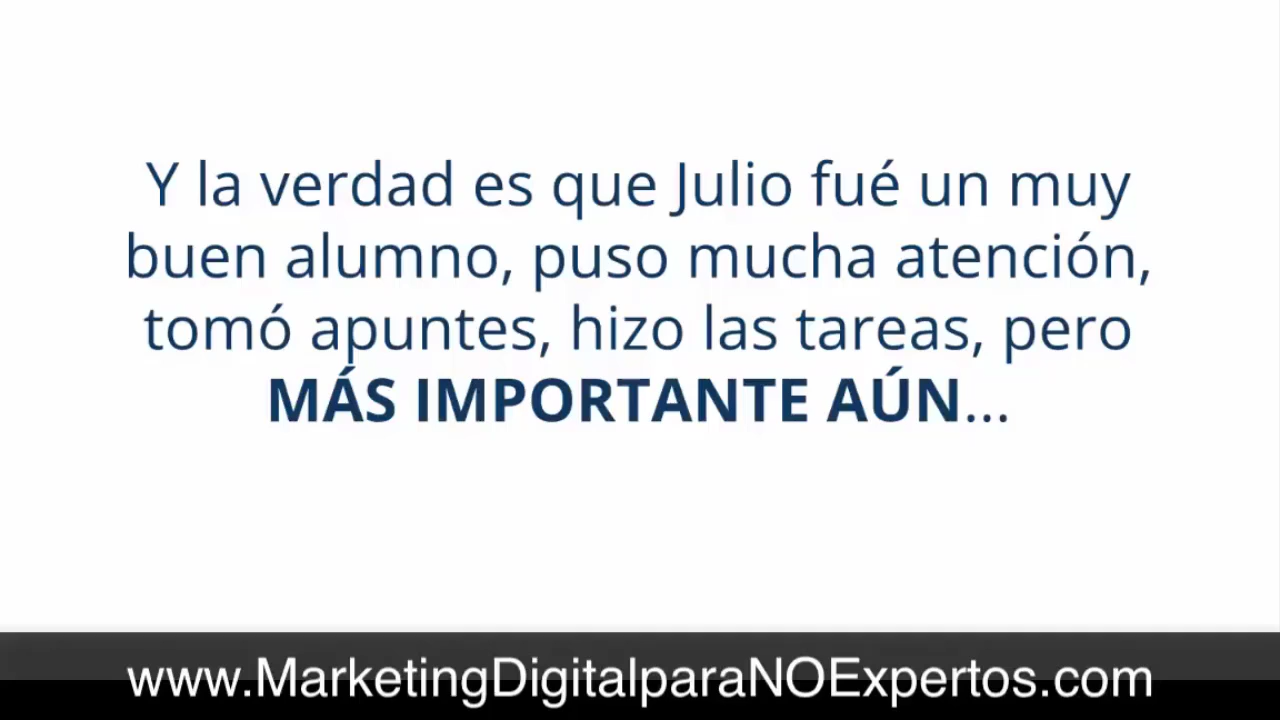 Y la verdad es que Julio fué un muy
buen alumno, puso mucha atención,
tomó apuntes, hizo las tareas, pero
MÁS IMPORTANTE AÚN...
www.MarketingDigitalparaNOExpertos.com